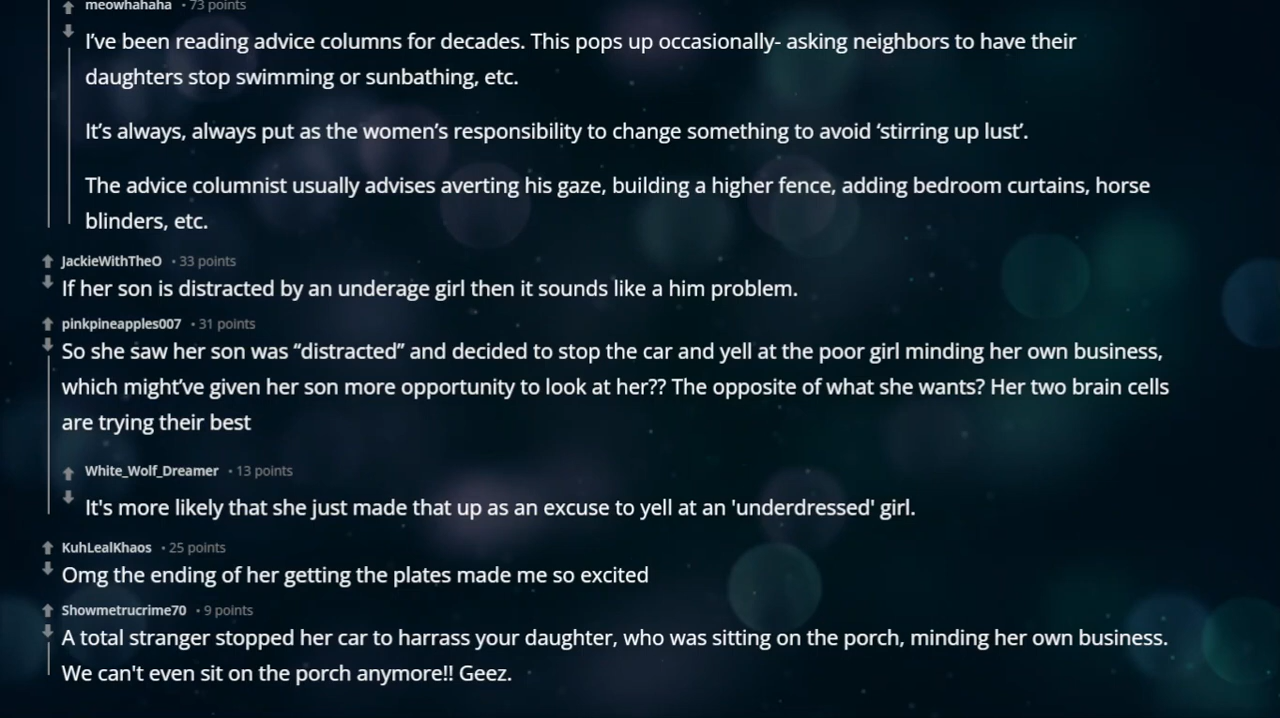 meowhahaha • 73 points
I’ve been reading advice columns for decades. This pops up occasionally- asking neighbors to have their
daughters stop swimming or sunbathing, etc.
It’s always, always put as the women’s responsibility to change something to avoid ‘stirring up lust’.
The advice columnist usually advises averting his gaze, building a higher fence, adding bedroom curtains, horse
blinders, etc.
JackieWithTheO • 33 points
If her son is distracted by an underage girl then it sounds like a him problem.
pinkpineapples007 • 31 points
So she saw her son was “distracted” and decided to stop the car and yell at the poor girl minding her own business,
which might’ve given her son more opportunity to look at her?? The opposite of what she wants? Her two brain cells
are trying their best
White_Wolf_Dreamer • 13 points
It's more likely that she just made that up as an excuse to yell at an 'underdressed' girl.
KuhLealKhaos • 25 points
Omg the ending of her getting the plates made me so excited
Showmetrucrime70 • 9 points
A total stranger stopped her car to harrass your daughter, who was sitting on the porch, minding her own business.
We can't even sit on the porch anymore!! Geez.